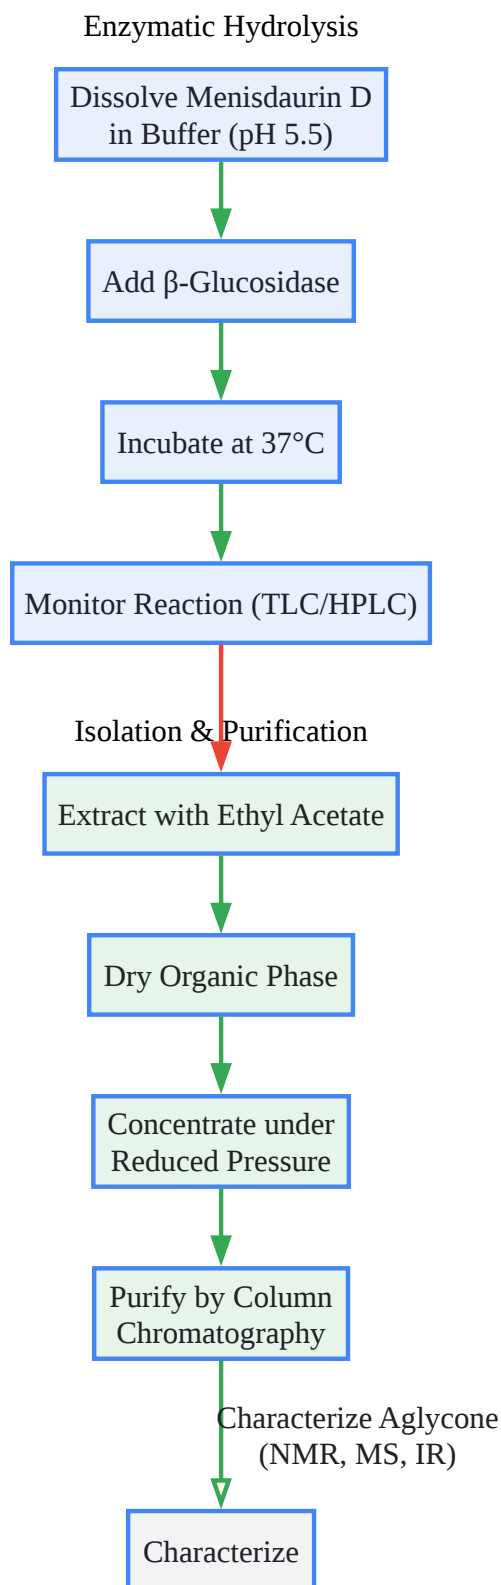 Enzymatic Hydrolysis
Dissolve Menisdaurin D
in Buffer (pH 5.5)
Add β-Glucosidase
Incubate at 37°C
Monitor Reaction (TLC/HPLC)
Isolation & Purification
Extract with Ethyl Acetate
Dry Organic Phase
Concentrate under
Reduced Pressure
Purify by Column
Chromatography
Characterize Aglycone
(NMR, MS, IR)
Characterize